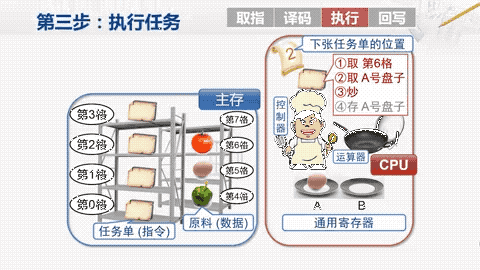 第三步：执行任务
取指 译码 执行 回写
主存
第3格
第2格
第1格
第0格
第7格
第6格
第5格
第4格
任务单 (指令)
原料 (数据)
2
下张任务单的位置
①取 第6格
②取 A号盘子
③炒
④存 A号盘子
控制器
运算器
CPU
A
B
通用寄存器